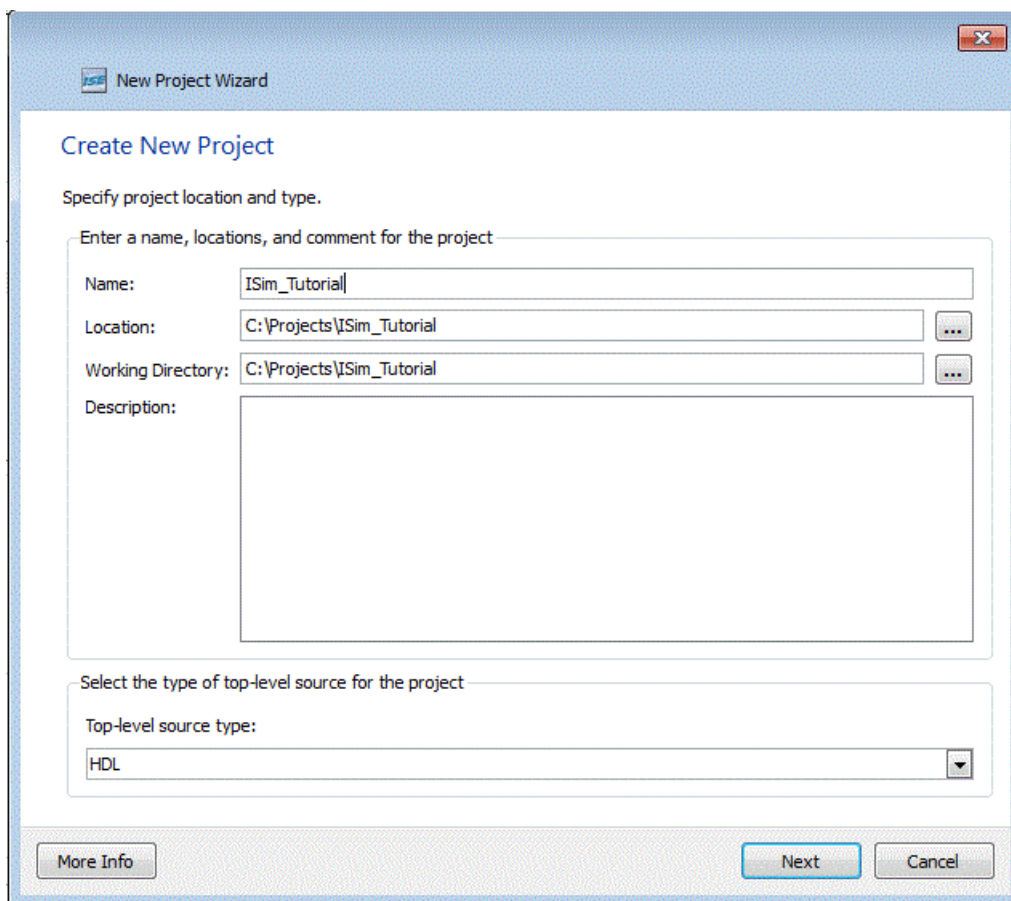 ISE New Project Wizard
Create New Project
Specify project location and type.
Enter a name, locations, and comment for the project
Name: ISim_Tutorial
Location: C:\Projects\ISim_Tutorial ...
Working Directory: C:\Projects\ISim_Tutorial ...
Description:
Select the type of top-level source for the project
Top-level source type:
HDL
More Info Next Cancel